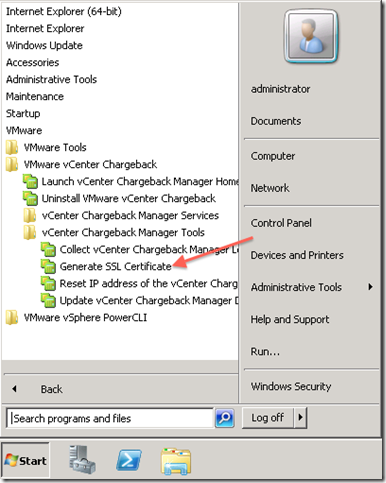 Internet Explorer (64-bit)
Internet Explorer
Windows Update
Accessories
Administrative Tools
Maintenance
Startup
VMware
VMware Tools
VMware vCenter Chargeback
Launch vCenter Chargeback Manager Home
Uninstall VMware vCenter Chargeback
vCenter Chargeback Manager Services
vCenter Chargeback Manager Tools
Collect vCenter Chargeback Manager
Generate SSL Certificate
Reset IP address of the vCenter Charg
Update vCenter Chargeback Manager D
VMware vSphere PowerCLI
Back
Search programs and files
administrator
Documents
Computer
Network
Control Panel
Devices and Printers
Administrative Tools
Help and Support
Run...
Windows Security
Log off
Start